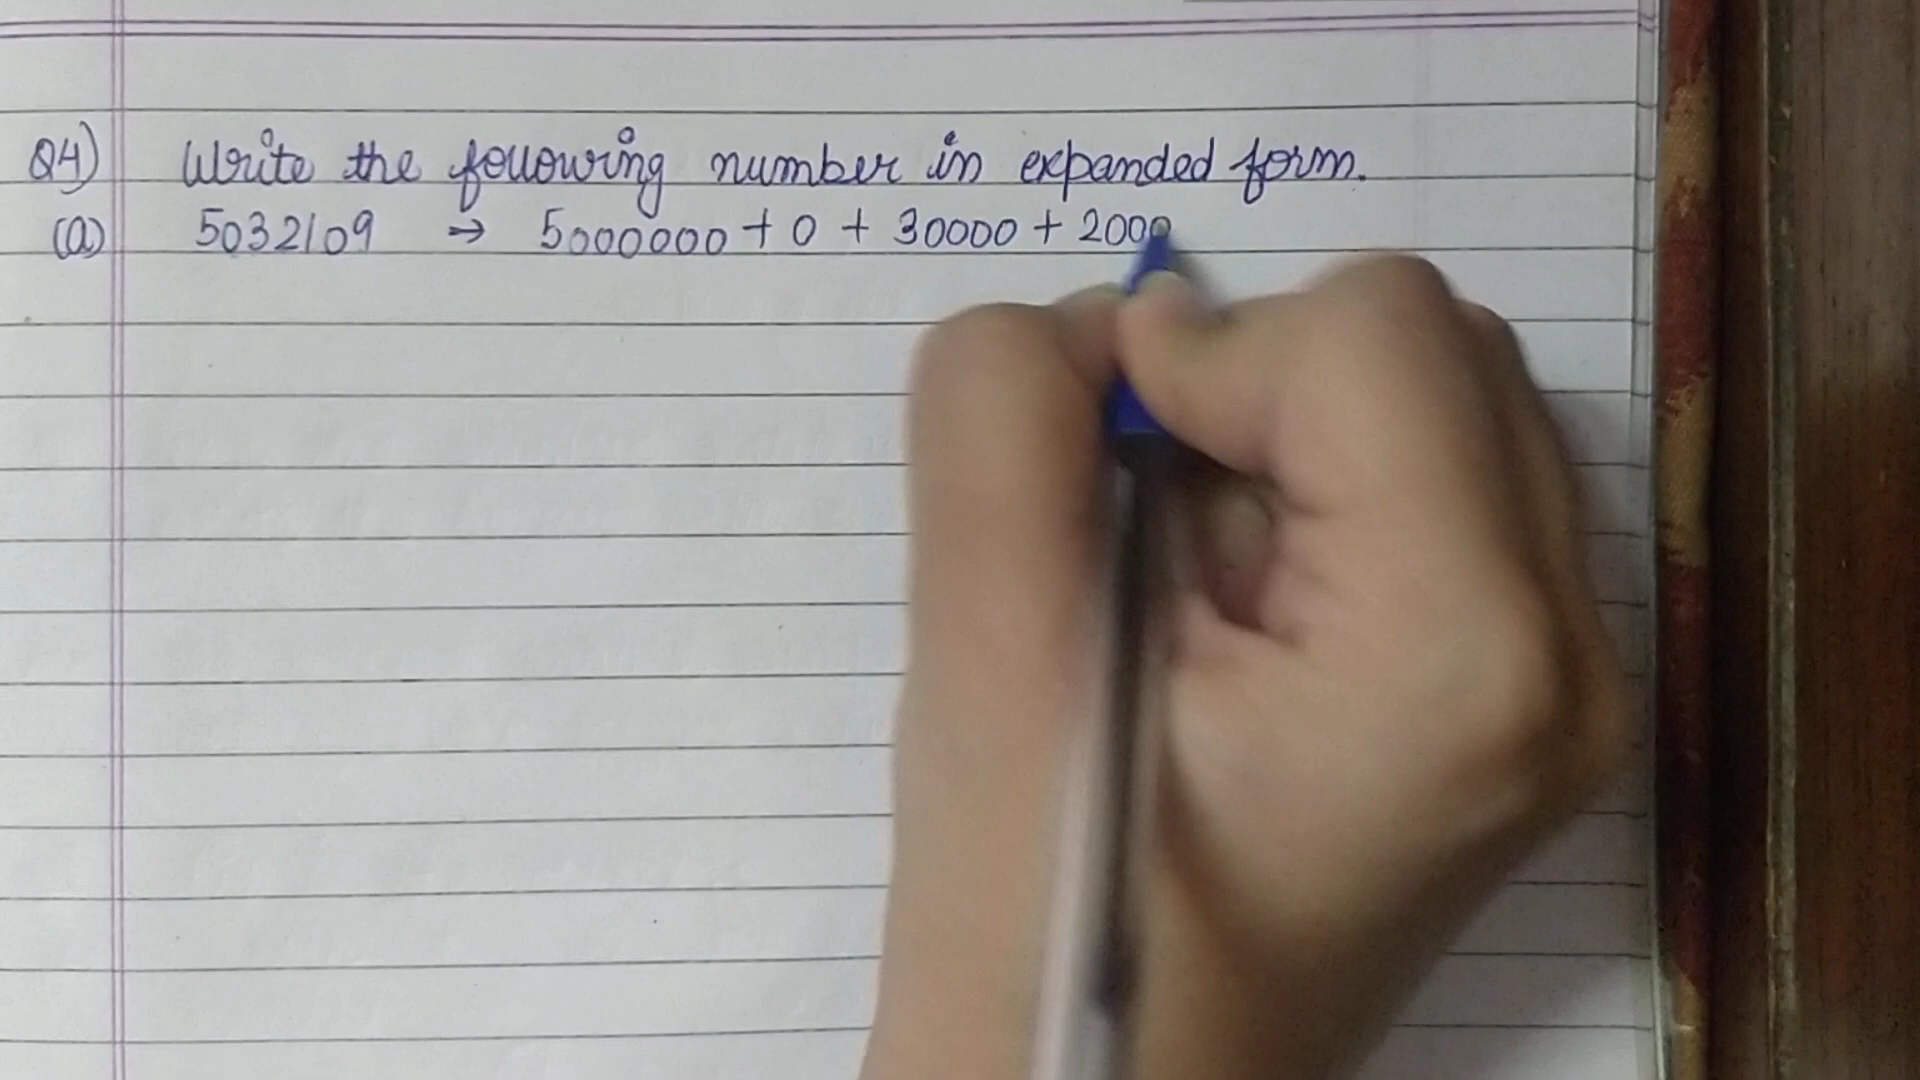 Q4) Write the following number in expanded form.
(a) 5032109 → 5000000 + 0 + 30000 + 2000